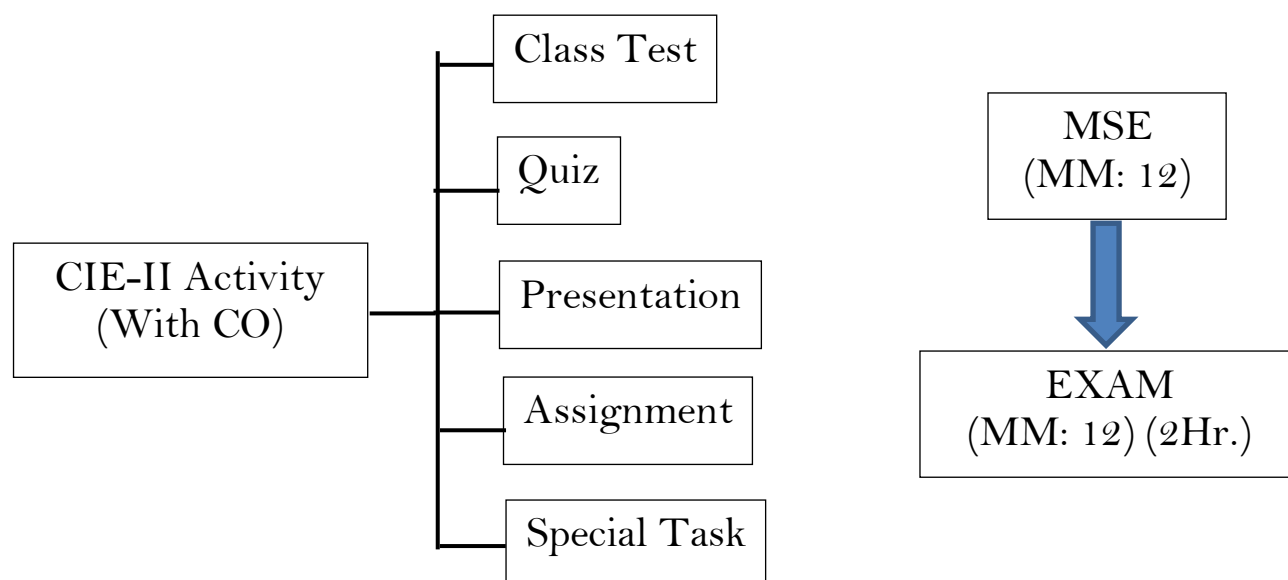 Class Test
Quiz
CIE-II Activity
(With CO)
Presentation
Assignment
Special Task
MSE
(MM: 12)
EXAM
(MM: 12) (2Hr.)